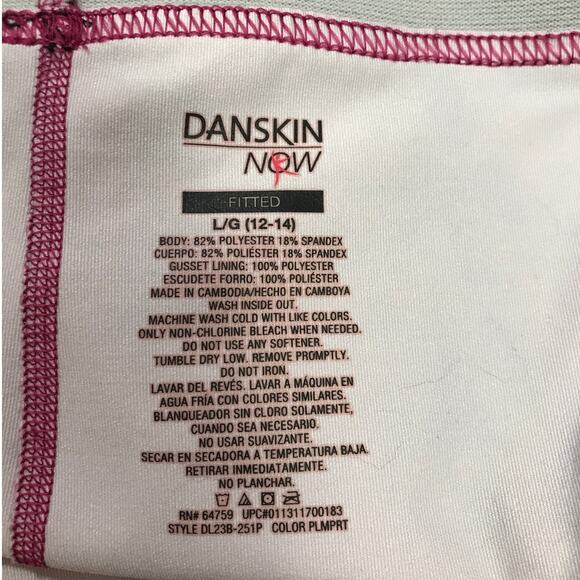 DANSKIN
NOW
FITTED
L/G (12-14)
BODY: 82% POLYESTER 18% SPANDEX
CUERPO: 82% POLIÉSTER 18% SPANDEX
GUSSET LINING: 100% POLYESTER
ESCUDETE FORRO: 100% POLIÉSTER
MADE IN CAMBODIA/HECHO EN CAMBOYA
WASH INSIDE OUT.
MACHINE WASH COLD WITH LIKE COLORS.
ONLY NON-CHLORINE BLEACH WHEN NEEDED.
DO NOT USE ANY SOFTENER.
TUMBLE DRY LOW. REMOVE PROMPTLY.
DO NOT IRON.
LAVAR DEL REVÉS. LAVAR A MÁQUINA EN
AGUA FRÍA CON COLORES SIMILARES.
BLANQUEADOR SIN CLORO SOLAMENTE,
CUANDO SEA NECESARIO.
NO USAR SUAVIZANTE.
SECAR EN SECADORA A TEMPERATURA BAJA.
RETIRAR INMEDIATAMENTE.
NO PLANCHAR.
RN# 64759 UPC#011311700183
STYLE DL23B-251P COLOR PLMPRT